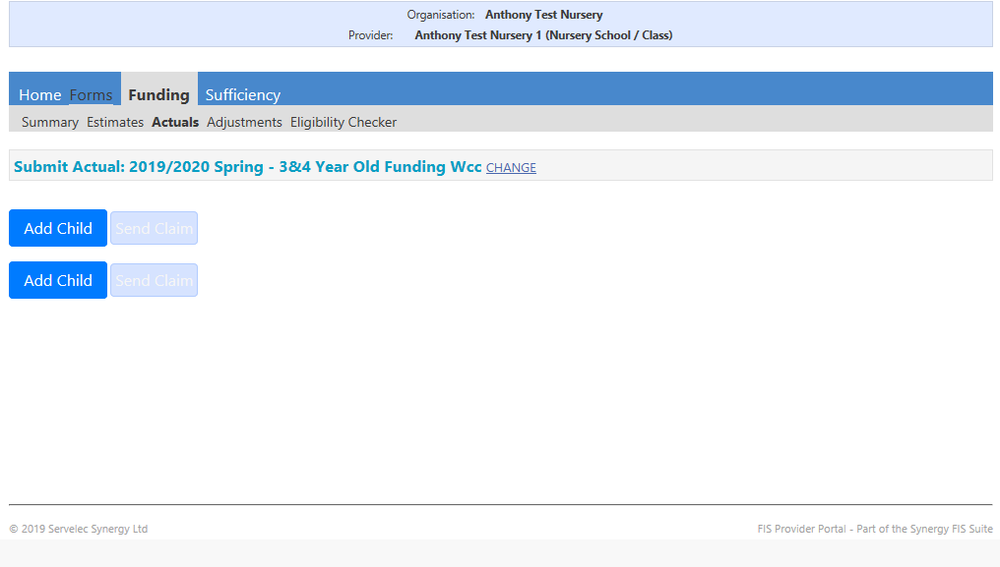 Organisation: Anthony Test Nursery
Provider: Anthony Test Nursery 1 (Nursery School / Class)
Home Forms Funding Sufficiency
Summary Estimates Actuals Adjustments Eligibility Checker
Submit Actual: 2019/2020 Spring - 3&4 Year Old Funding Wcc CHANGE
Add Child Send Claim
Add Child Send Claim
© 2019 Servelec Synergy Ltd FIS Provider Portal - Part of the Synergy FIS Suite